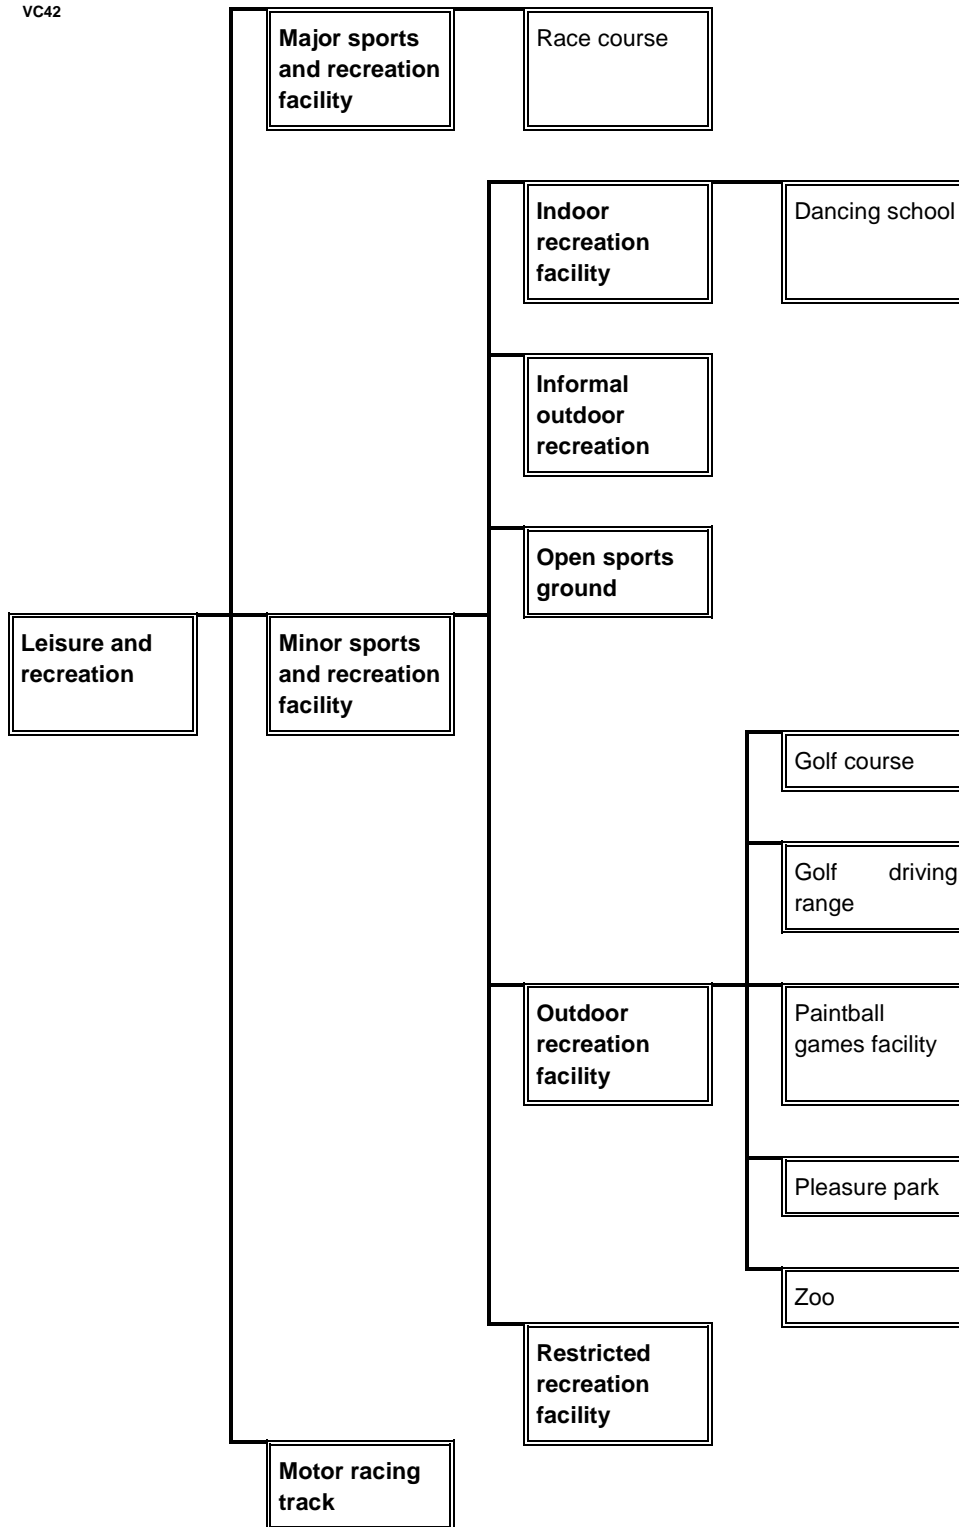 VC42
Major sports
and recreation
facility
Race course
Indoor
recreation
facility
Dancing school
Informal
outdoor
recreation
Open sports
ground
Leisure and
recreation
Minor sports
and recreation
facility
Golf course
Golf driving
range
Outdoor
recreation
facility
Paintball
games facility
Pleasure park
Zoo
Restricted
recreation
facility
Motor racing
track